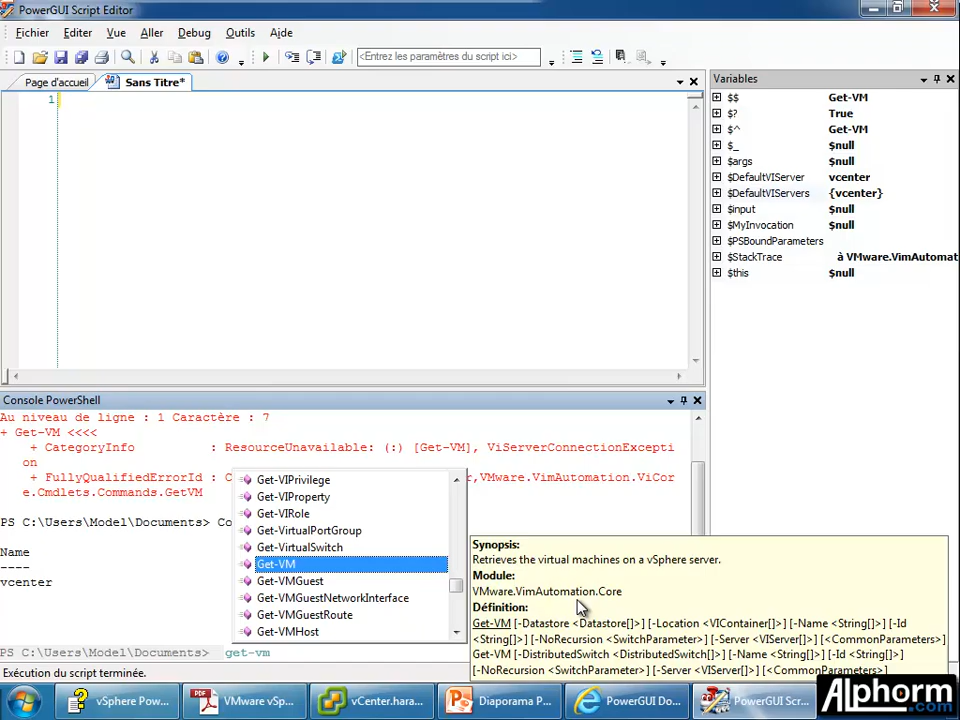 PowerGUI Script Editor
Fichier Editer Vue Aller Debug Outils Aide
<Entrez les paramètres du script ici>
Page d'accueil Sans Titre*
1
Variables
$$ Get-VM
$? True
$^ Get-VM
$_ $null
$args $null
$DefaultVIServer vcenter
$DefaultVIServers {vcenter}
$input $null
$MyInvocation $null
$PSBoundParameters
$StackTrace à VMware.VimAutomat
$this $null
Console PowerShell
Au niveau de ligne : 1 Caractère : 7
+ Get-VM <<<<
+ CategoryInfo : ResourceUnavailable: (:) [Get-VM], ViServerConnectionExcepti
on
+ FullyQualifiedErrorId : C ,VMware.VimAutomation.ViCor
e.Cmdlets.Commands.GetVM
PS C:\Users\Model\Documents> Co
Name
----
vcenter
PS C:\Users\Model\Documents> get-vm
Get-VIPrivilege
Get-VIProperty
Get-VIRole
Get-VirtualPortGroup
Get-VirtualSwitch
Get-VM
Get-VMGuest
Get-VMGuestNetworkInterface
Get-VMGuestRoute
Get-VMHost
Synopsis:
Retrieves the virtual machines on a vSphere server.
Module:
VMware.VimAutomation.Core
Définition:
Get-VM [-Datastore <Datastore[]>] [-Location <VIContainer[]>] [-Name <String[]>] [-Id
<String[]>] [-NoRecursion <SwitchParameter>] [-Server <VIServer[]>] [<CommonParameters>]
Get-VM [-DistributedSwitch <DistributedSwitch[]>] [-Name <String[]>] [-Id <String[]>]
[-NoRecursion <SwitchParameter>] [-Server <VIServer[]>] [<CommonParameters>]
Exécution du script terminée.
vSphere Pow... VMware vSp... vCenter.hara... Diaporama P... PowerGUI Do... PowerGUI Scr...
Alphorm
.com